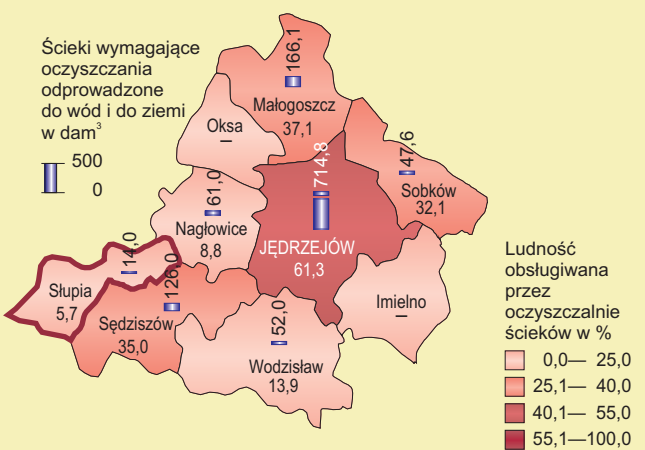 Ścieki wymagające
oczyszczania
odprowadzone
do wód i do ziemi
w dam³
500
0
166,1
Małogoszcz
37,1
Oksa
—
714,8
JĘDRZEJÓW
61,3
47,6
Sobków
32,1
61,0
Nagłowice
8,8
14,0
Słupia
5,7
126,0
Sędziszów
35,0
52,0
Wodzisław
13,9
Imielno
—
Ludność
obsługiwana
przez
oczyszczalnie
ścieków w %
0,0— 25,0
25,1— 40,0
40,1— 55,0
55,1—100,0